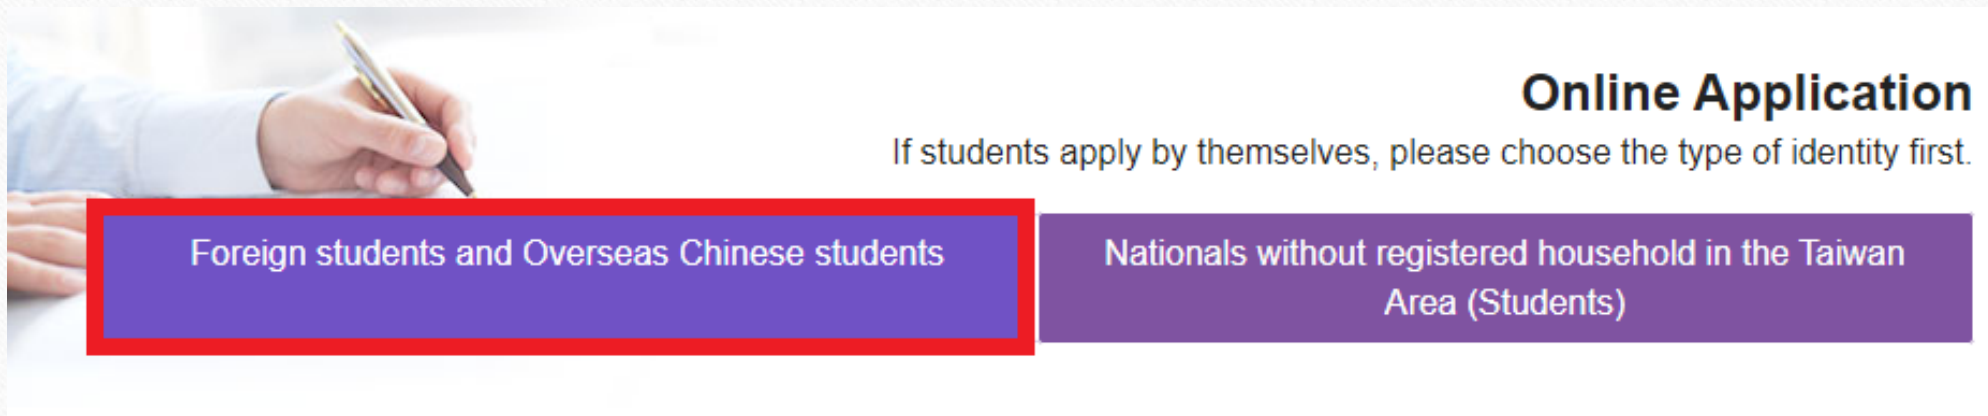 Online Application
If students apply by themselves, please choose the type of identity first.
Foreign students and Overseas Chinese students
Nationals without registered household in the Taiwan
Area (Students)